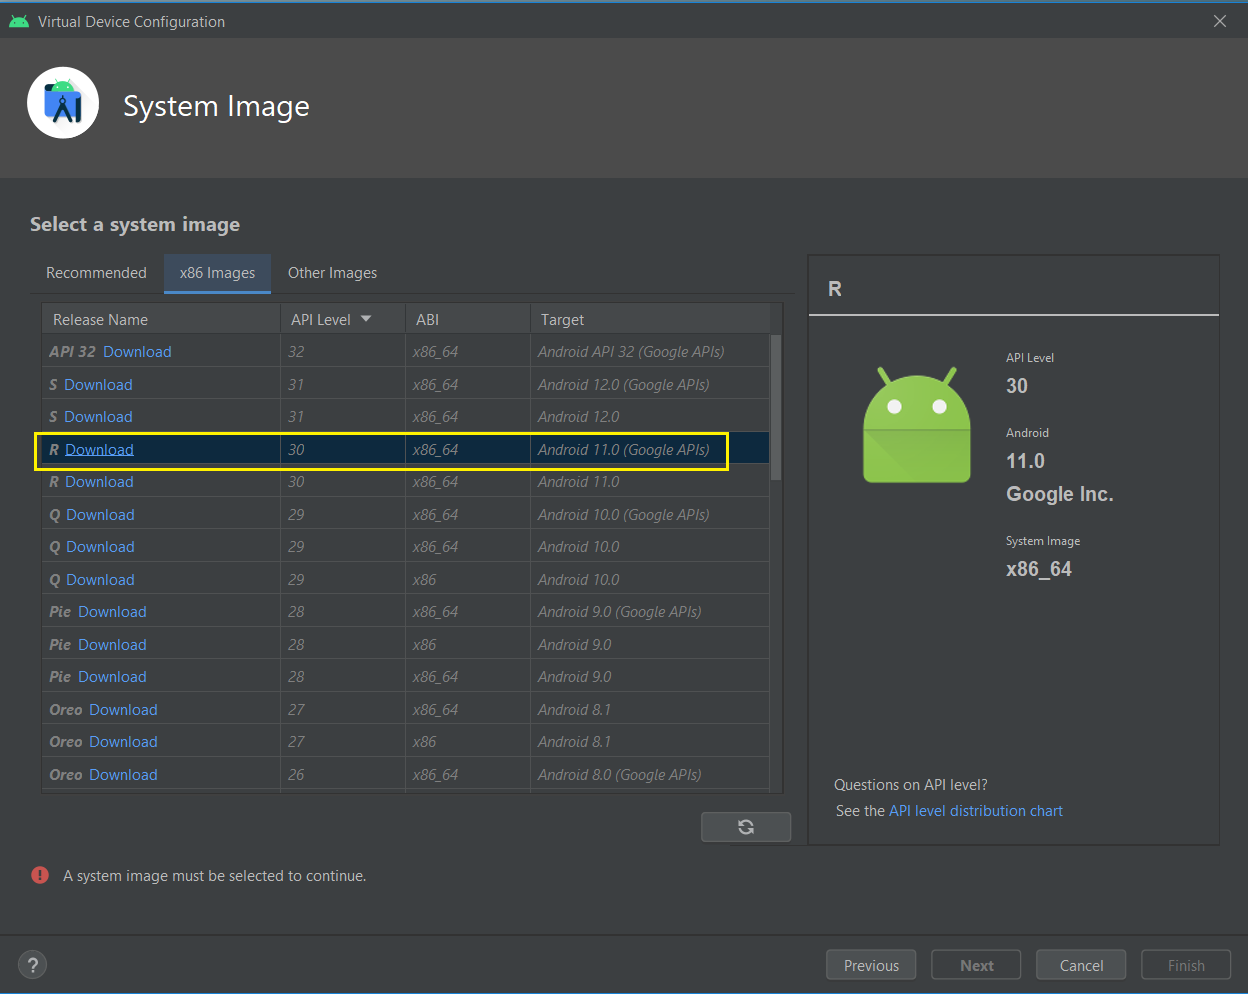 Virtual Device Configuration
System Image
Select a system image
Recommended x86 Images Other Images
Release Name API Level ABI Target
API 32 Download 32 x86_64 Android API 32 (Google APIs)
S Download 31 x86_64 Android 12.0 (Google APIs)
S Download 31 x86_64 Android 12.0
R Download 30 x86_64 Android 11.0 (Google APIs)
R Download 30 x86_64 Android 11.0
Q Download 29 x86_64 Android 10.0 (Google APIs)
Q Download 29 x86_64 Android 10.0
Q Download 29 x86 Android 10.0
Pie Download 28 x86_64 Android 9.0 (Google APIs)
Pie Download 28 x86 Android 9.0
Pie Download 28 x86_64 Android 9.0
Oreo Download 27 x86_64 Android 8.1
Oreo Download 27 x86 Android 8.1
Oreo Download 26 x86_64 Android 8.0 (Google APIs)
R
API Level
30
Android
11.0
Google Inc.
System Image
x86_64
Questions on API level?
See the API level distribution chart
! A system image must be selected to continue.
? Previous Next Cancel Finish